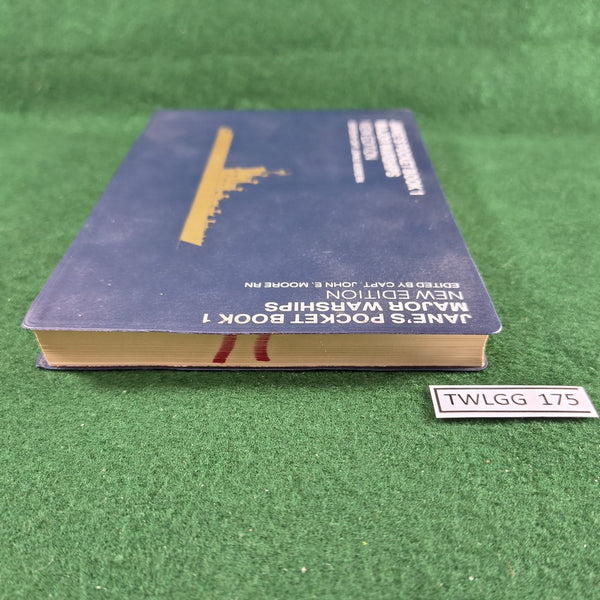 JANE'S POCKET BOOK 1
MAJOR WARSHIPS
NEW EDITION
EDITED BY CAPT. JOHN E. MOORE RN
TWLGG 175